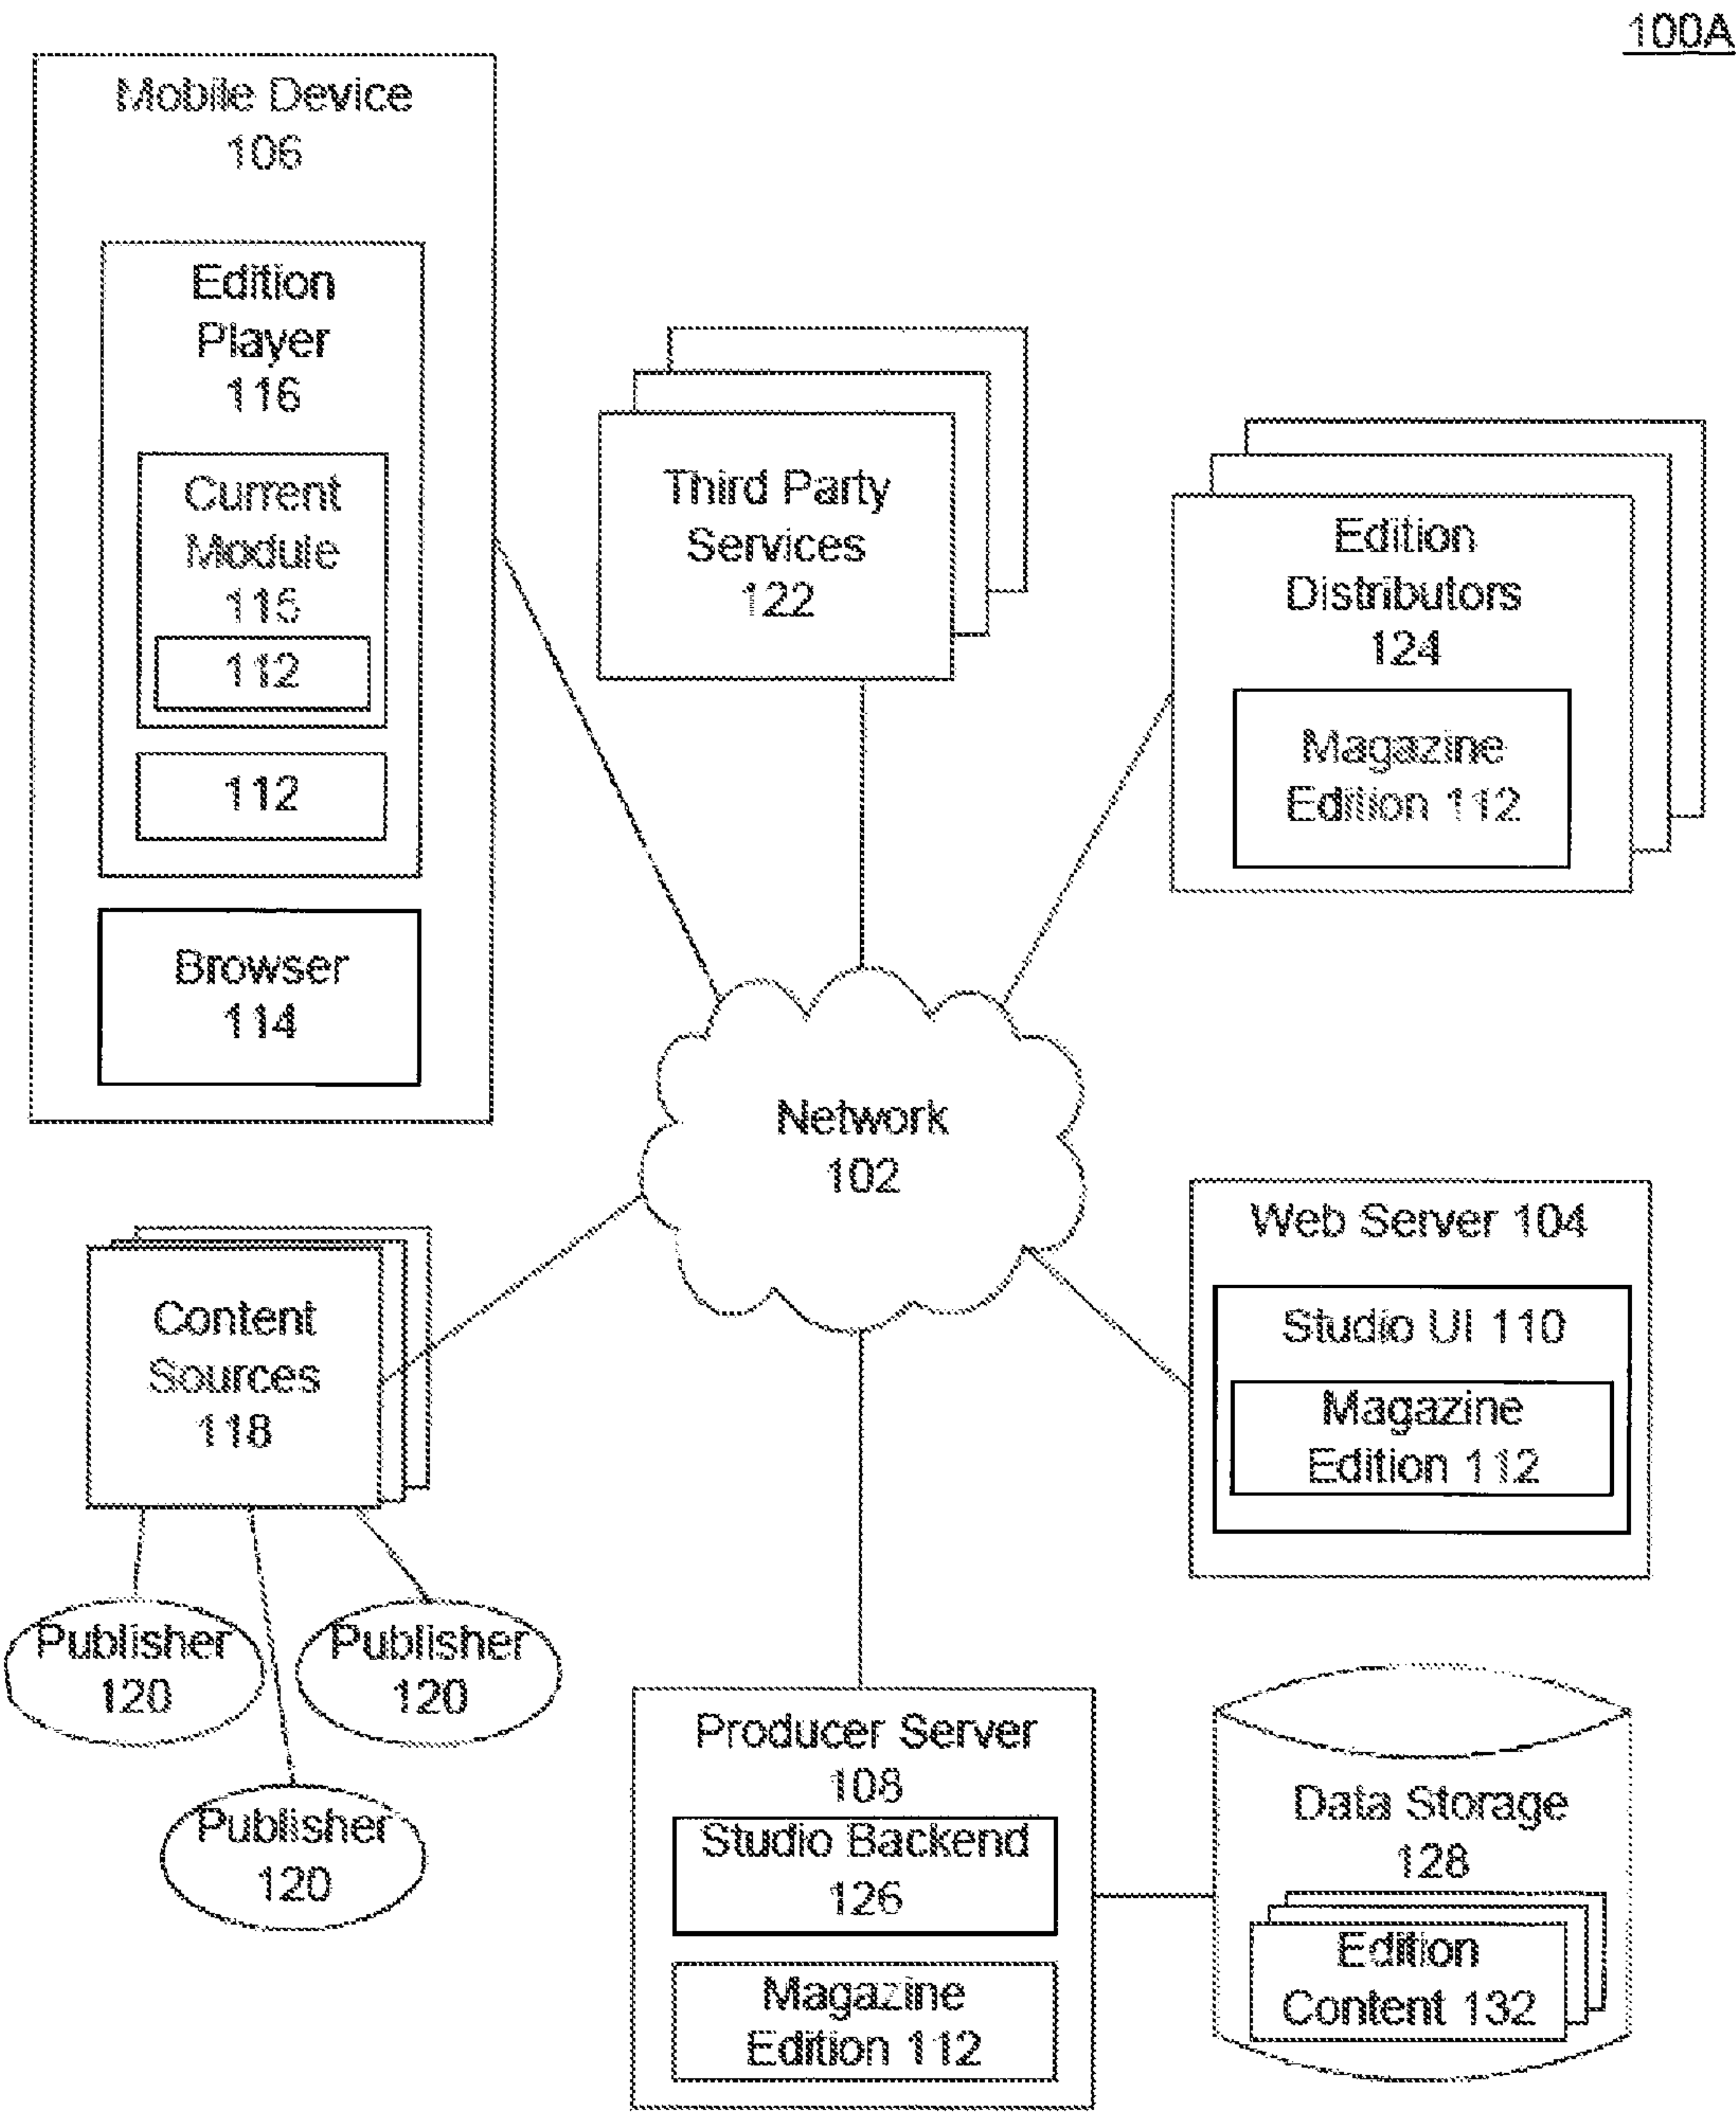 100A
Mobile Device
106
Edition
Player
116
Current
Module
115
112
112
Browser
114
Third Party
Services
122
Edition
Distributors
124
Magazine
Edition 112
Network
102
Web Server 104
Studio UI 110
Magazine
Edition 112
Content
Sources
118
Publisher
120
Publisher
120
Publisher
120
Producer Server
108
Studio Backend
126
Magazine
Edition 112
Data Storage
128
Edition
Content 132